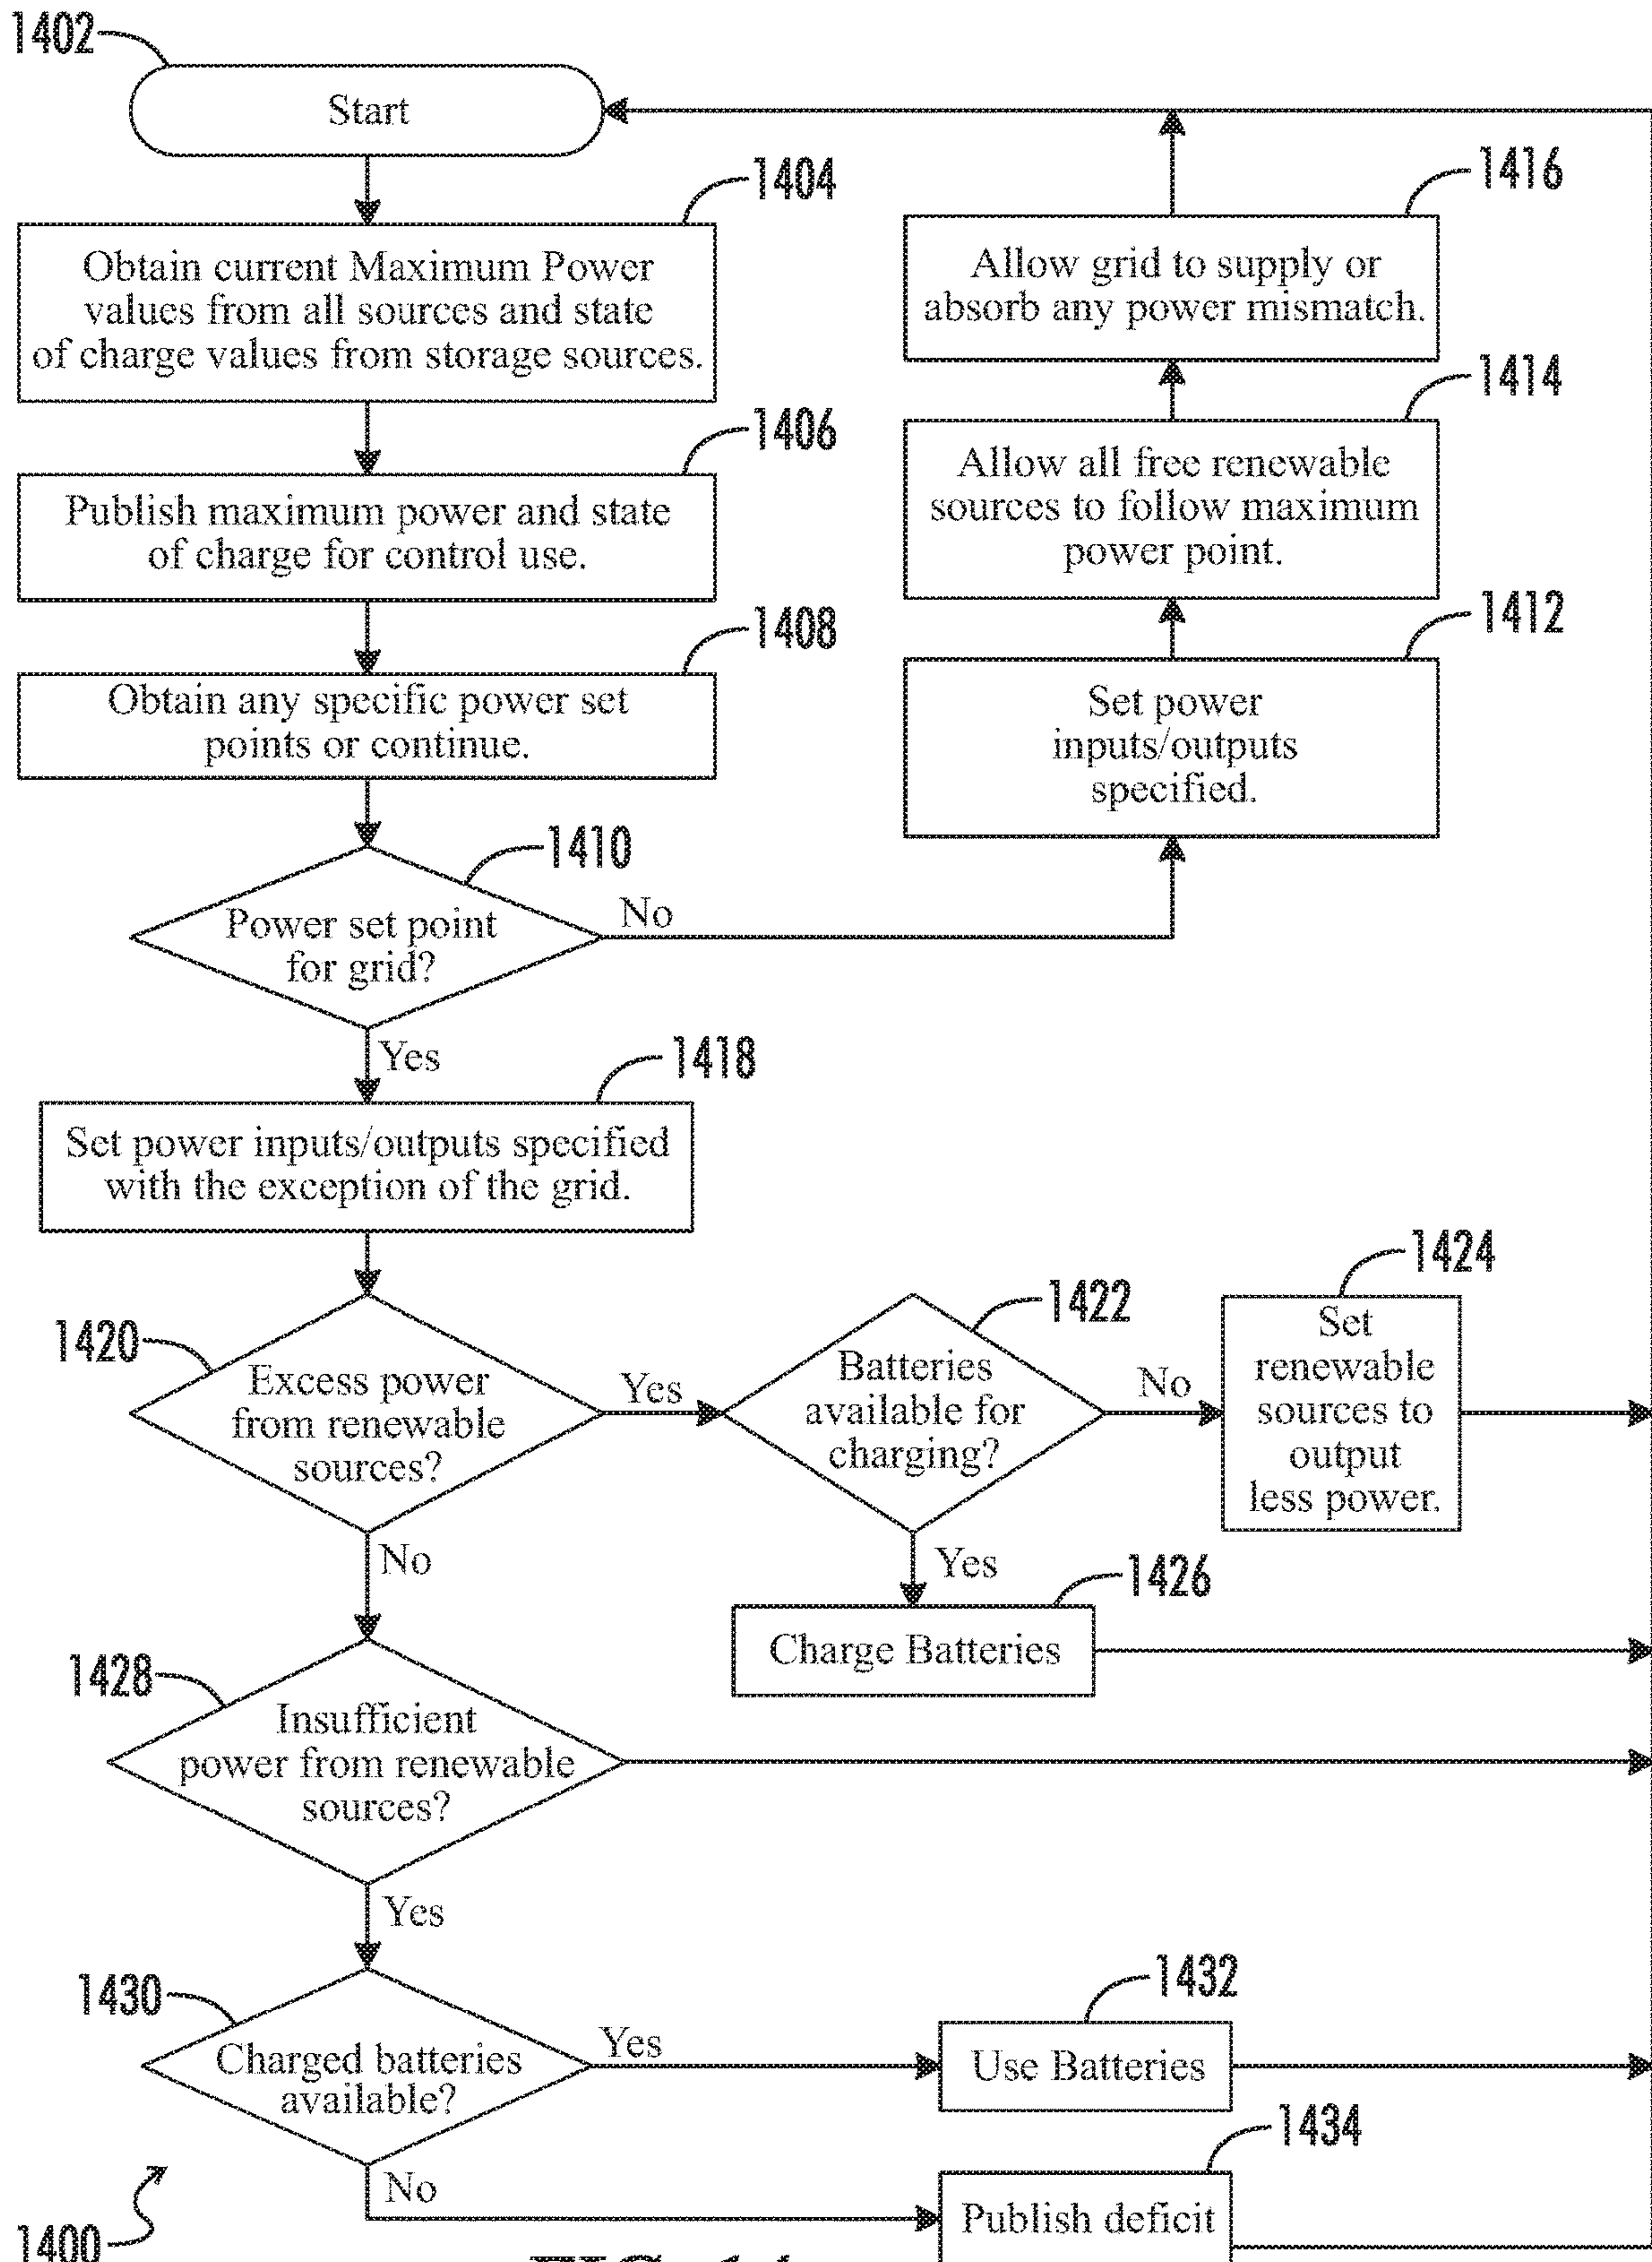 1402
Start
1404
Obtain current Maximum Power
values from all sources and state
of charge values from storage sources.
1406
Publish maximum power and state
of charge for control use.
1408
Obtain any specific power set
points or continue.
1410
Power set point
for grid?
No
Yes
1416
Allow grid to supply or
absorb any power mismatch.
1414
Allow all free renewable
sources to follow maximum
power point.
1412
Set power
inputs/outputs
specified.
1418
Set power inputs/outputs specified
with the exception of the grid.
1420
Excess power
from renewable
sources?
Yes
No
1422
Batteries
available for
charging?
No
Yes
1424
Set
renewable
sources to
output
less power.
1426
Charge Batteries
1428
Insufficient
power from renewable
sources?
Yes
1430
Charged batteries
available?
Yes
No
1432
Use Batteries
1434
Publish deficit
1400